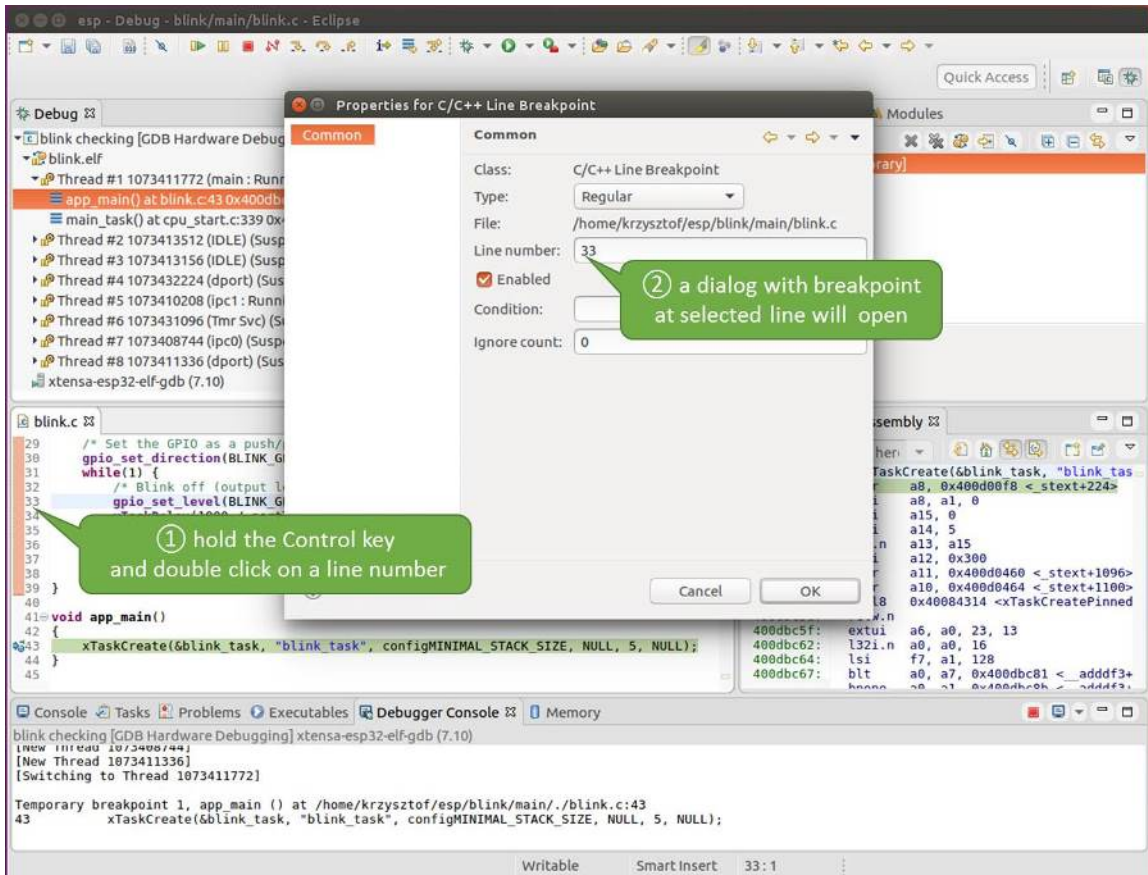 esp - Debug - blink/main/blink.c - Eclipse
Quick Access
Debug
blink checking [GDB Hardware Debug
blink.elf
Thread #1 1073411772 (main : Runn
app_main() at blink.c:43 0x400db
main_task() at cpu_start.c:339 0x4
Thread #2 1073413512 (IDLE) (Susp
Thread #3 1073413156 (IDLE) (Susp
Thread #4 1073432224 (dport) (Sus
Thread #5 1073410208 (ipc1 : Runni
Thread #6 1073431096 (Tmr Svc) (S
Thread #7 1073408744 (ipc0) (Susp
Thread #8 1073411336 (dport) (Sus
xtensa-esp32-elf-gdb (7.10)
Properties for C/C++ Line Breakpoint
Common
Common
Class: C/C++ Line Breakpoint
Type: Regular
File: /home/krzysztof/esp/blink/main/blink.c
Line number: 33
Enabled
Condition:
Ignore count: 0
② a dialog with breakpoint
at selected line will open
Cancel OK
Modules
rary]
blink.c
29 /* Set the GPIO as a push/
30 gpio_set_direction(BLINK_G
31 while(1) {
32 /* Blink off (output l
33 gpio_set_level(BLINK_G
34
35
36
37
38
39 }
40
41 void app_main()
42 {
43 xTaskCreate(&blink_task, "blink_task", configMINIMAL_STACK_SIZE, NULL, 5, NULL);
44 }
45
① hold the Control key
and double click on a line number
sembly
her
TaskCreate(&blink_task, "blink_tas
r a8, 0x400d00f8 <_stext+224>
i a8, a1, 0
i a15, 0
i a14, 5
.n a13, a15
i a12, 0x300
r a11, 0x400d0460 <_stext+1096>
r a10, 0x400d0464 <_stext+1100>
l8 0x40084314 <xTaskCreatePinned
400dbc5f: extui a6, a0, 23, 13
400dbc62: l32i.n a0, a0, 16
400dbc64: lsi f7, a1, 128
400dbc67: blt a0, a7, 0x400dbc81 <__adddf3+
Console Tasks Problems Executables Debugger Console Memory
blink checking [GDB Hardware Debugging] xtensa-esp32-elf-gdb (7.10)
[New Thread 1073408744]
[New Thread 1073411336]
[Switching to Thread 1073411772]
Temporary breakpoint 1, app_main () at /home/krzysztof/esp/blink/main/./blink.c:43
43 xTaskCreate(&blink_task, "blink_task", configMINIMAL_STACK_SIZE, NULL, 5, NULL);
Writable Smart Insert 33 : 1